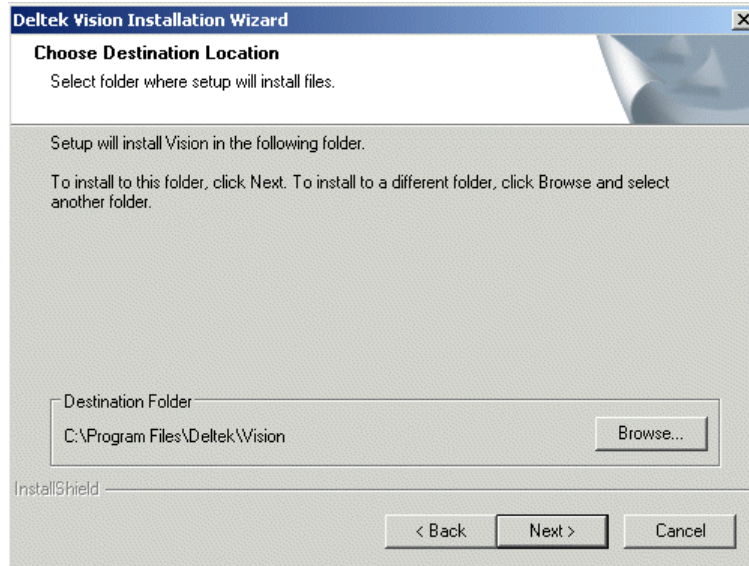 Deltek Vision Installation Wizard
Choose Destination Location
Select folder where setup will install files.
Setup will install Vision in the following folder.
To install to this folder, click Next. To install to a different folder, click Browse and select
another folder.
Destination Folder
C:\Program Files\Deltek\Vision
Browse...
InstallShield
< Back
Next >
Cancel